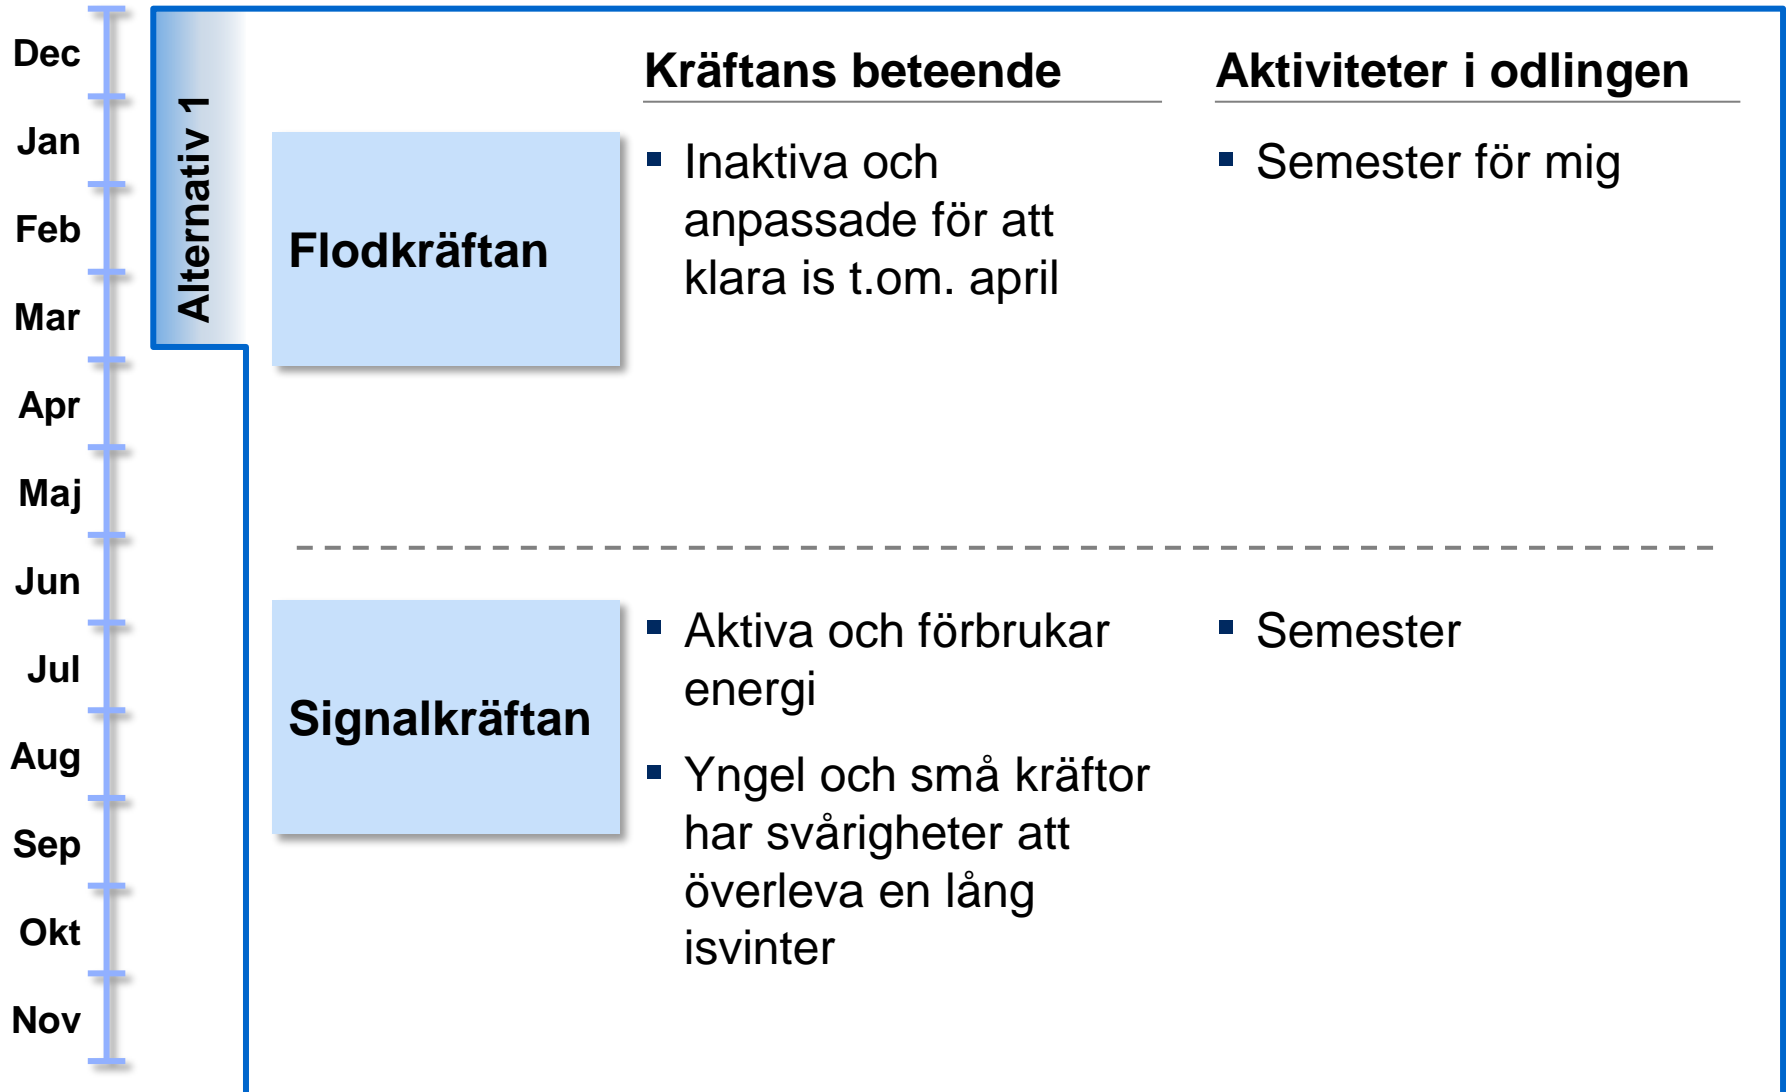 Dec
Jan
Feb
Mar
Apr
Maj
Jun
Jul
Aug
Sep
Okt
Nov
Alternativ 1
Kräftans beteende
Aktiviteter i odlingen
Flodkräftan
Inaktiva och
anpassade för att
klara is t.om. april
Semester för mig
Signalkräftan
Aktiva och förbrukar
energi
Yngel och små kräftor
har svårigheter att
överleva en lång
isvinter
Semester